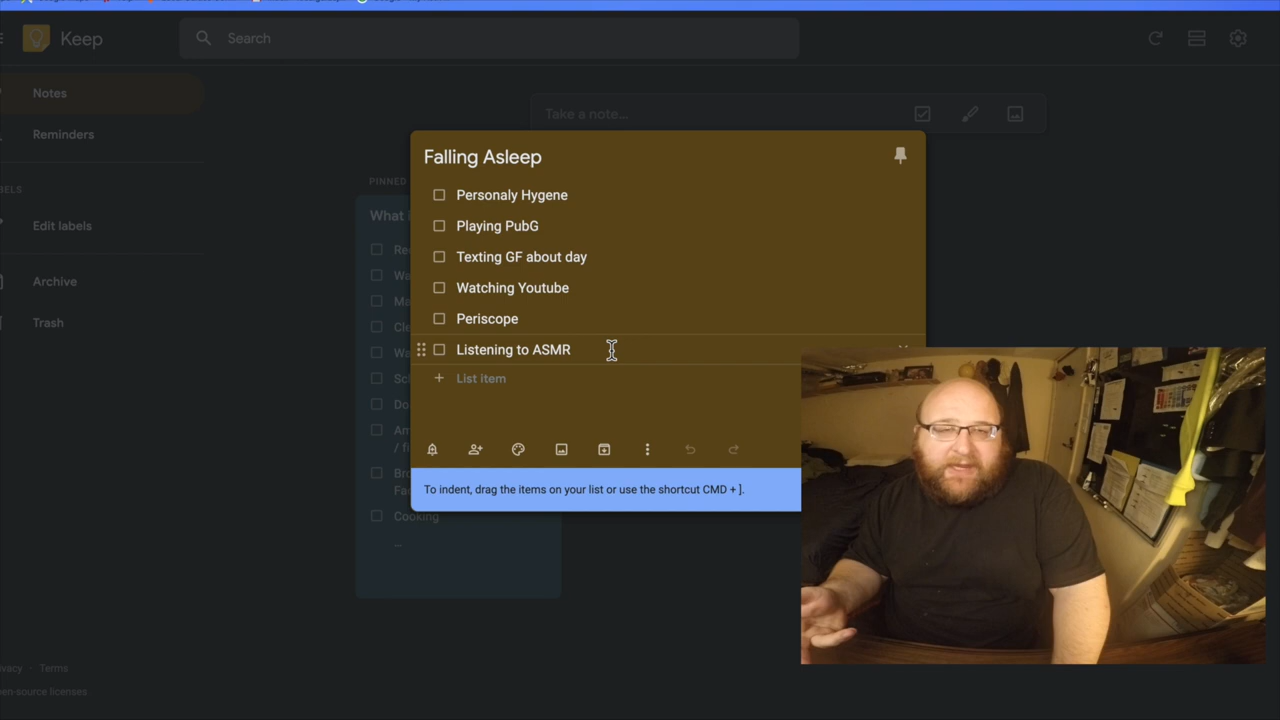 Keep
Search
Notes
Reminders
Edit labels
Archive
Trash
Terms
Take a note...
PINNED
What
Falling Asleep
Personaly Hygene
Playing PubG
Texting GF about day
Watching Youtube
Periscope
Listening to ASMR
List item
To indent, drag the items on your list or use the shortcut CMD + ].
Cooking
...